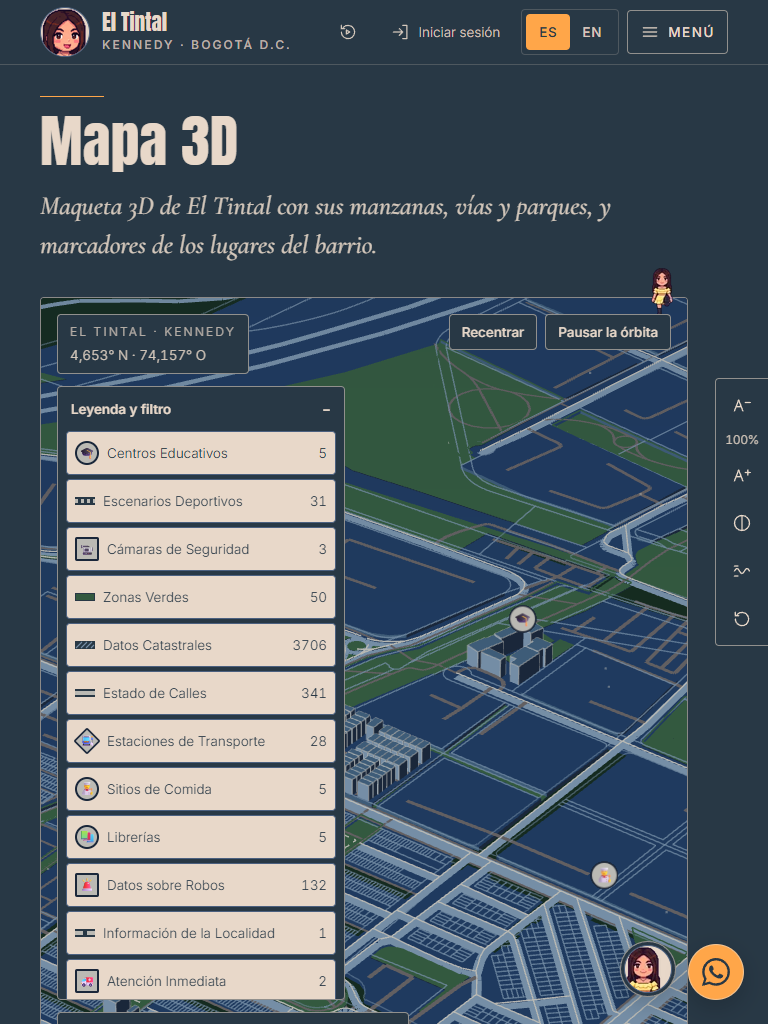 El Tintal
KENNEDY · BOGOTÁ D.C.
Iniciar sesión
ES
EN
MENÚ
Mapa 3D
Maqueta 3D de El Tintal con sus manzanas, vías y parques, y
marcadores de los lugares del barrio.
EL TINTAL · KENNEDY
4,653° N · 74,157° O
Recentrar
Pausar la órbita
Leyenda y filtro
–
Centros Educativos 5
Escenarios Deportivos 31
Cámaras de Seguridad 3
Zonas Verdes 50
Datos Catastrales 3706
Estado de Calles 341
Estaciones de Transporte 28
Sitios de Comida 5
Librerías 5
Datos sobre Robos 132
Información de la Localidad 1
Atención Inmediata 2
A−
100%
A+